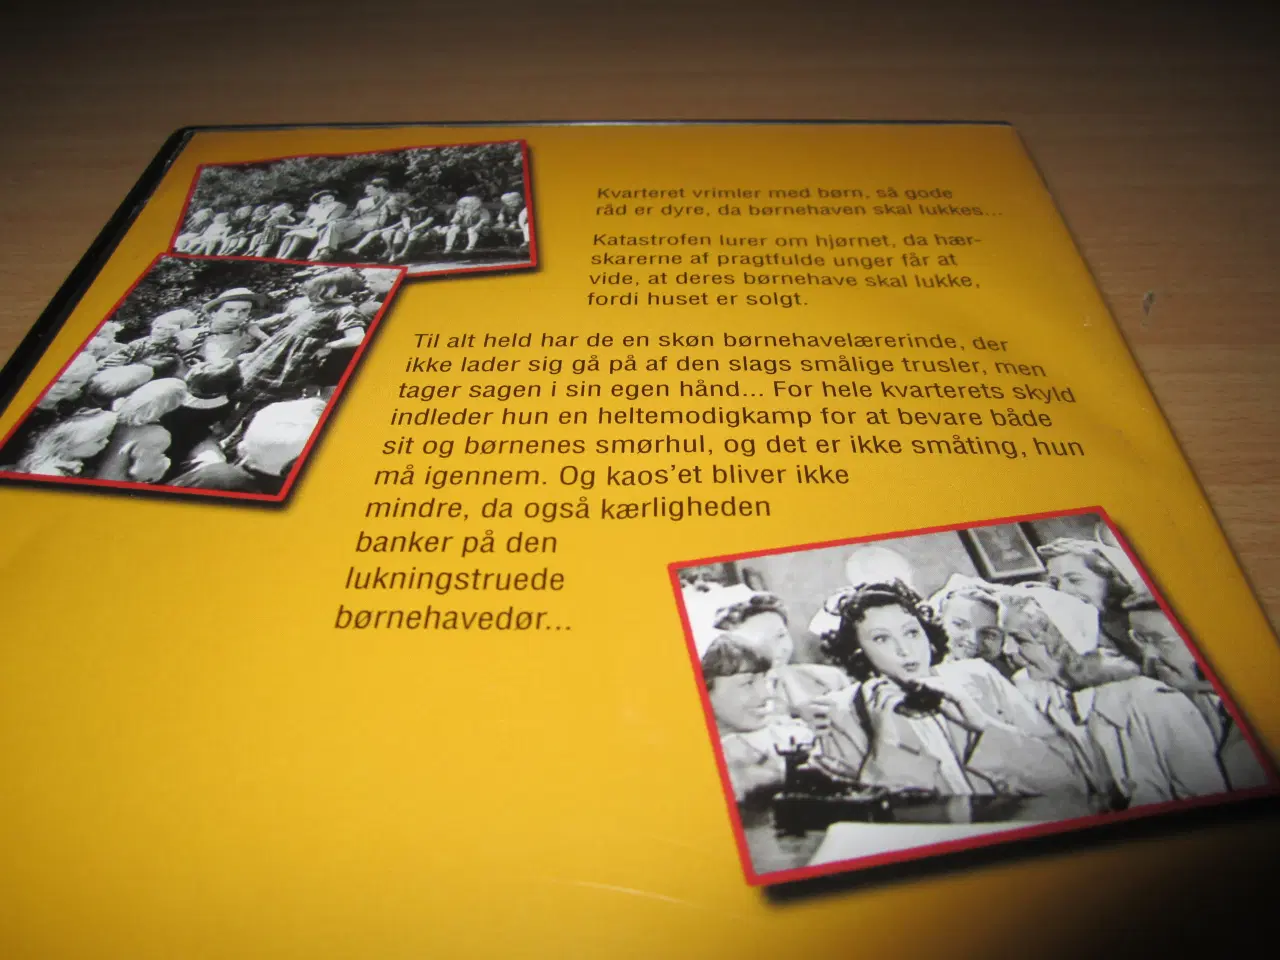 Kvarteret vrimler med børn, så gode
råd er dyre, da børnehaven skal lukkes...
Katastrofen lurer om hjørnet, da hær-
skarerne af pragtfulde unger får at
vide, at deres børnehave skal lukke,
fordi huset er solgt.
Til alt held har de en skøn børnehavelærerinde, der
ikke lader sig gå på af den slags smålige trusler, men
tager sagen i sin egen hånd... For hele kvarterets skyld
indleder hun en heltemodigkamp for at bevare både
sit og børnenes smørhul, og det er ikke småting, hun
må igennem. Og kaos'et bliver ikke
mindre, da også kærligheden
banker på den
lukningstruede
børnehavedør...